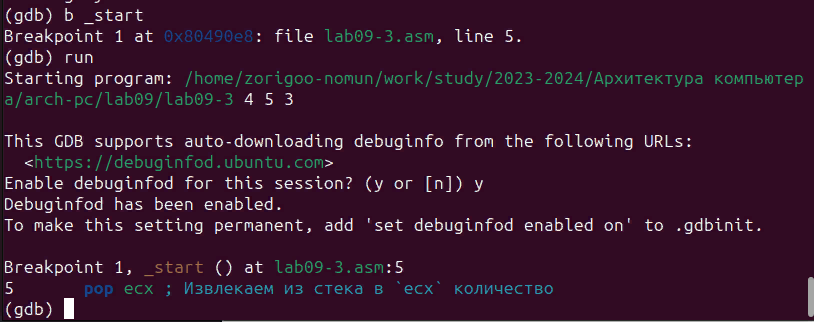 (gdb) b _start
Breakpoint 1 at 0x80490e8: file lab09-3.asm, line 5.
(gdb) run
Starting program: /home/zorigoo-nomun/work/study/2023-2024/Архитектура компьютер
а/arch-pc/lab09/lab09-3 4 5 3

This GDB supports auto-downloading debuginfo from the following URLs:
  <https://debuginfod.ubuntu.com>
Enable debuginfod for this session? (y or [n]) y
Debuginfod has been enabled.
To make this setting permanent, add 'set debuginfod enabled on' to .gdbinit.

Breakpoint 1, _start () at lab09-3.asm:5
5       pop ecx ; Извлекаем из стека в `ecx` количество
(gdb)